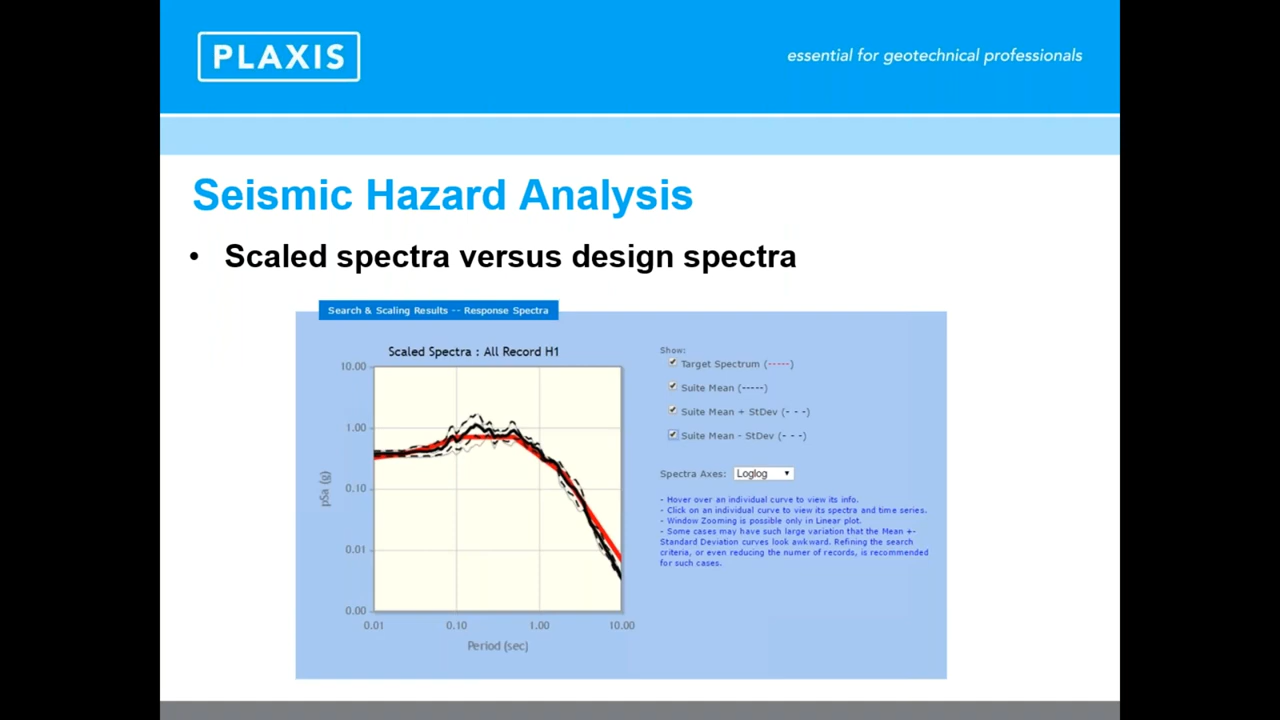 PLAXIS
essential for geotechnical professionals
Seismic Hazard Analysis
• Scaled spectra versus design spectra
Search & Scaling Results -- Response Spectra
Scaled Spectra : All Record H1
10.00
1.00
0.10
0.01
0.00
pSa (g)
0.01 0.10 1.00 10.00
Period (sec)
Show:
Target Spectrum (-----)
Suite Mean (-----)
Suite Mean + StDev (- - -)
Suite Mean - StDev (- - -)
Spectra Axes: Loglog
- Hover over an individual curve to view its info.
- Click on an individual curve to view its spectra and time series.
- Window Zooming is possible only in Linear plot.
- Some cases may have such large variation that the Mean +-
Standard Deviation curves look awkward. Refining the search
criteria, or even reducing the numer of records, is recommended
for such cases.